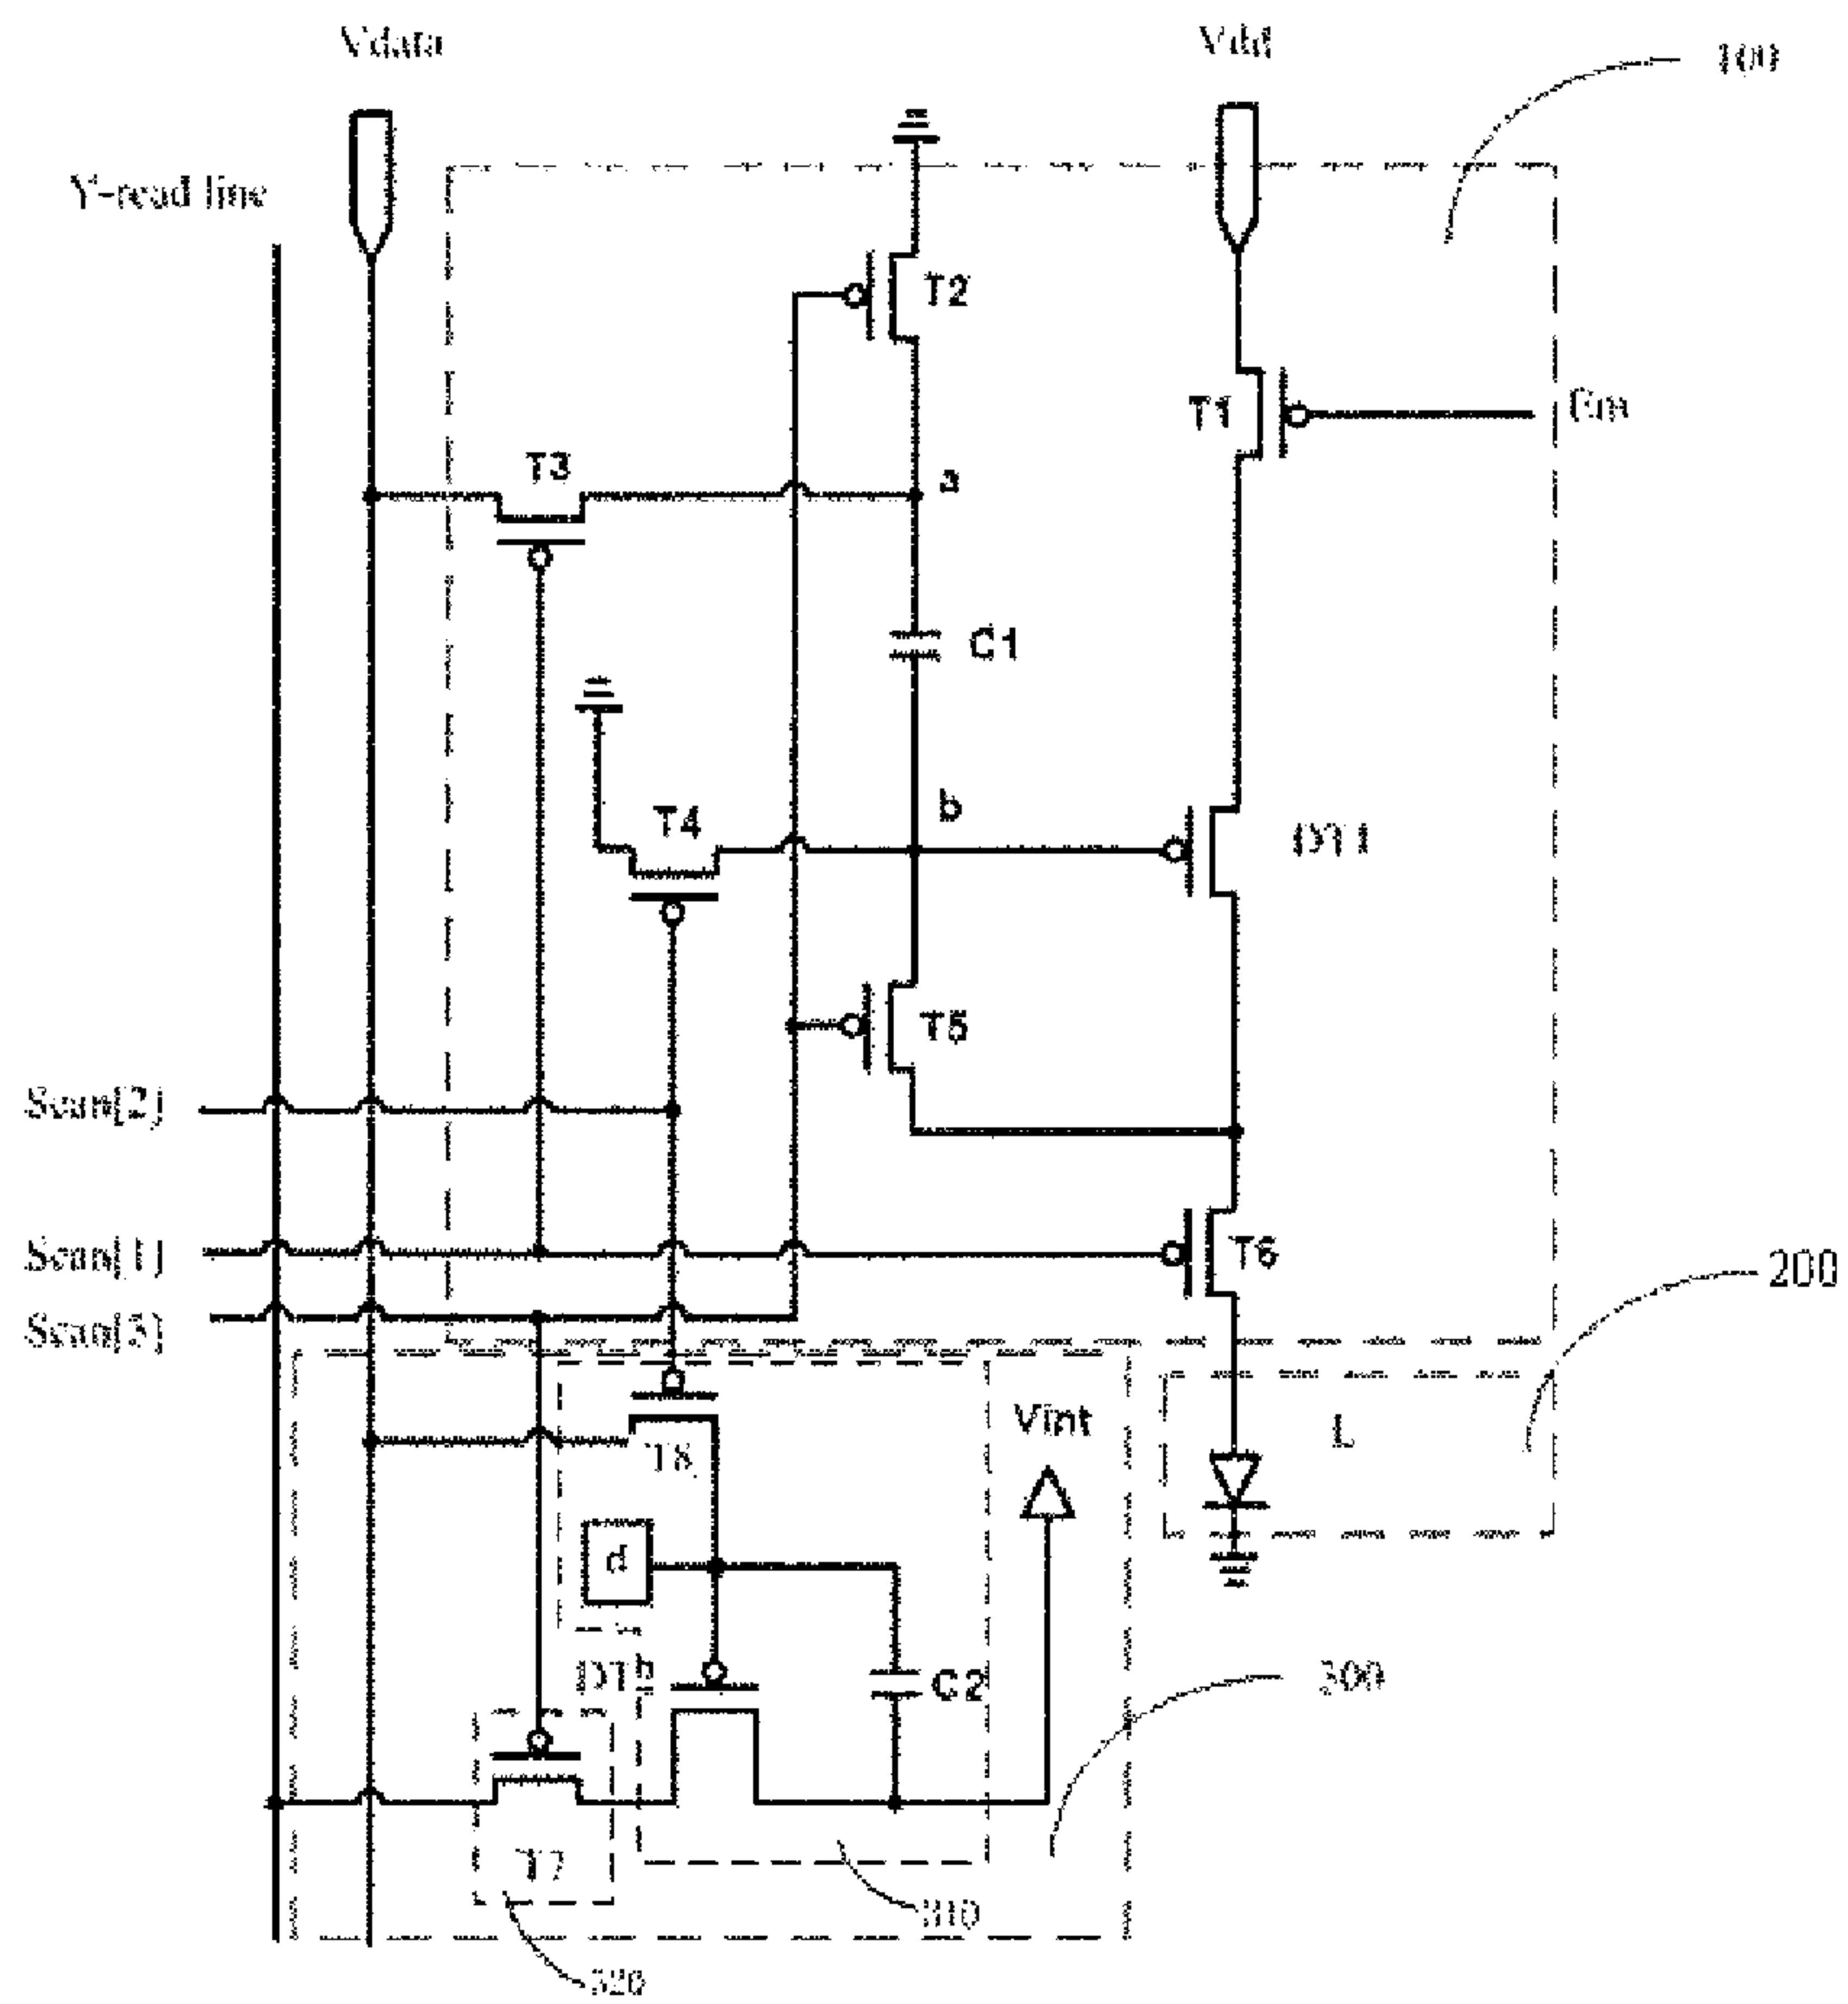 Vdata
Vdd
100
Y-read line
T2
T1
Em
T3
a
C1
T4
b
DT1
T5
Scan[2]
Scan[1]
T6
200
Scan[3]
Vint
L
T8
d
DT2
C2
300
T7
310
320